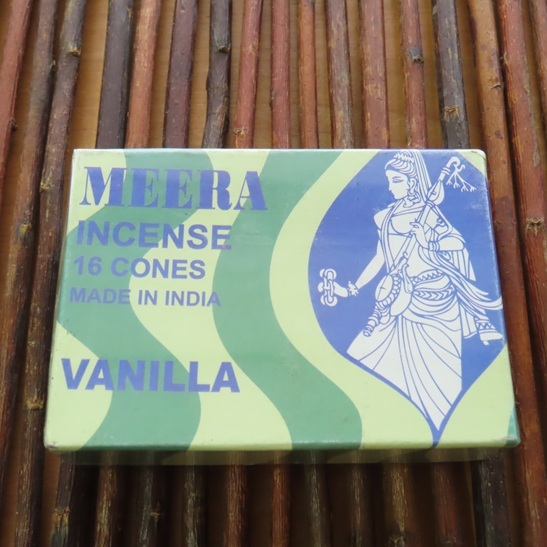 MEERA
INCENSE
16 CONES
MADE IN INDIA
VANILLA